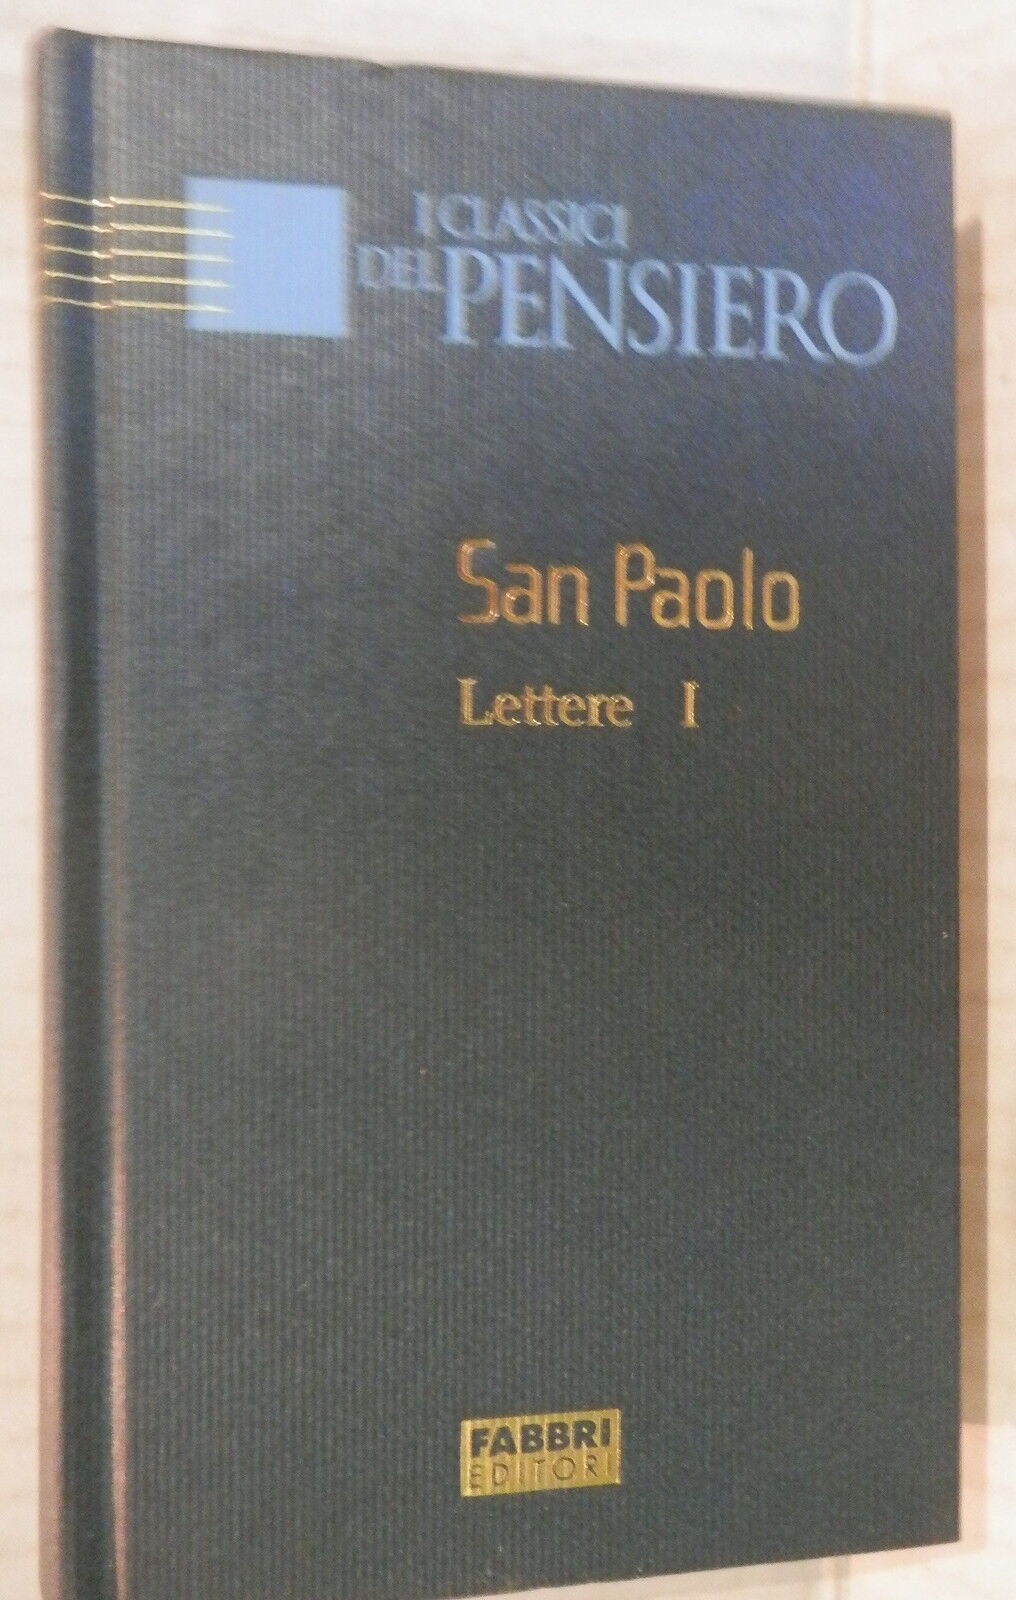 I CLASSICI
DEL PENSIERO
San Paolo
Lettere I
FABBRI
EDITORI